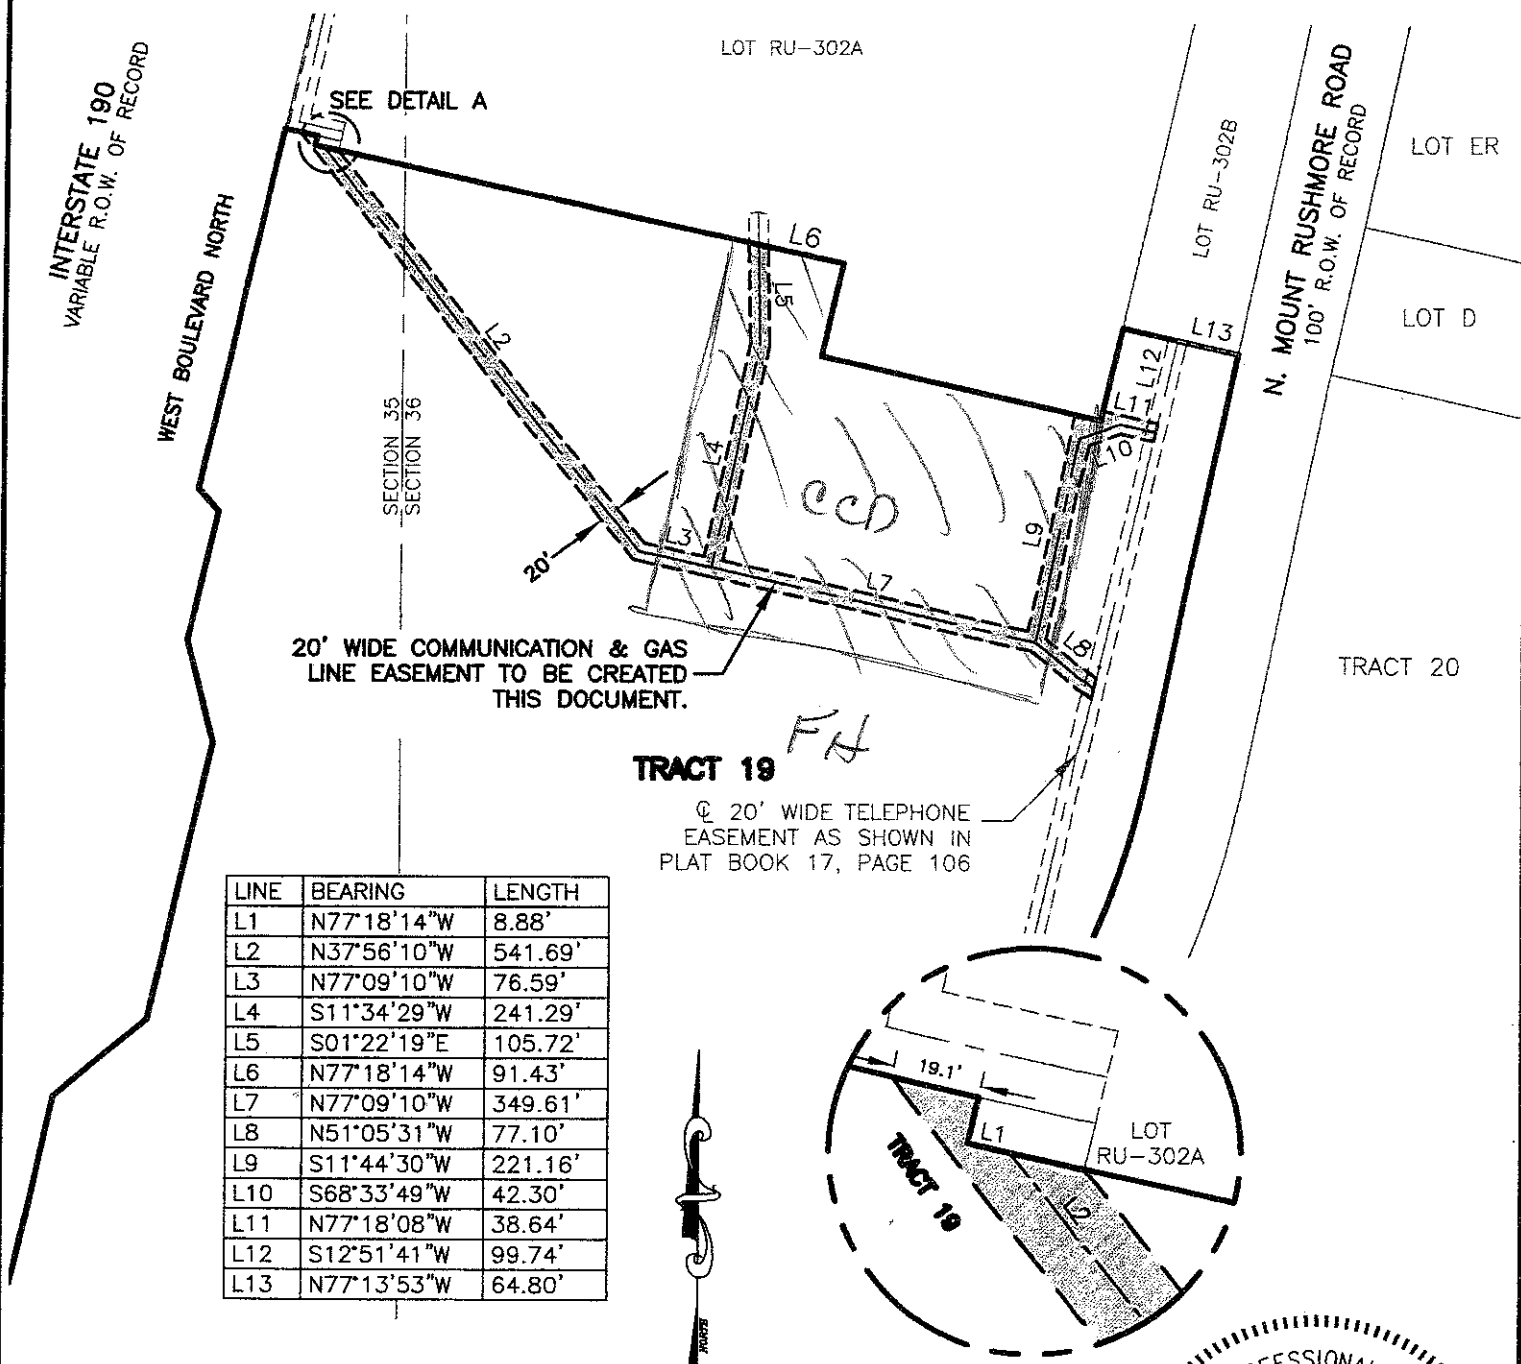 LOT RU-302A
INTERSTATE 190
VARIABLE R.O.W. OF RECORD
SEE DETAIL A
WEST BOULEVARD NORTH
SECTION 35
SECTION 36
LOT RU-302B
N. MOUNT RUSHMORE ROAD
100' R.O.W. OF RECORD
LOT ER
LOT D
TRACT 20
L6
L5
L2
L4
L3
L7
L9
L8
L10
L11
L12
L13
CCD
20'
20' WIDE COMMUNICATION & GAS
LINE EASEMENT TO BE CREATED
THIS DOCUMENT.
FH
TRACT 19
℄ 20' WIDE TELEPHONE
EASEMENT AS SHOWN IN
PLAT BOOK 17, PAGE 106
LINE BEARING LENGTH
L1 N77°18'14"W 8.88'
L2 N37°56'10"W 541.69'
L3 N77°09'10"W 76.59'
L4 S11°34'29"W 241.29'
L5 S01°22'19"E 105.72'
L6 N77°18'14"W 91.43'
L7 N77°09'10"W 349.61'
L8 N51°05'31"W 77.10'
L9 S11°44'30"W 221.16'
L10 S68°33'49"W 42.30'
L11 N77°18'08"W 38.64'
L12 S12°51'41"W 99.74'
L13 N77°13'53"W 64.80'
19.1'
L1
LOT
RU-302A
TRACT 19
L2
NORTH